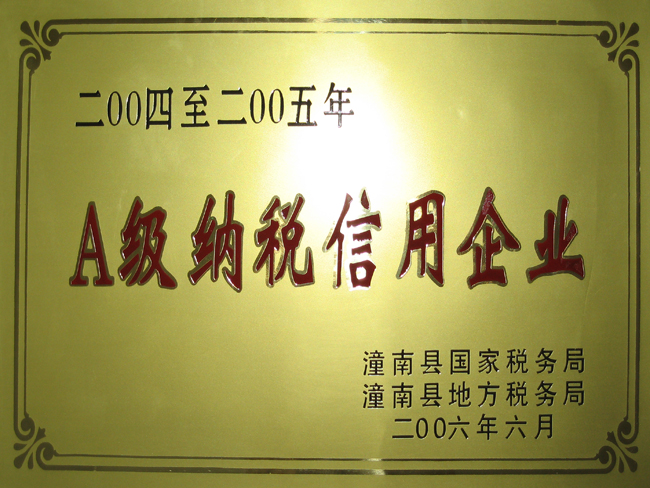 二00四至二00五年
A级纳税信用企业
潼南县国家税务局
潼南县地方税务局
二00六年六月